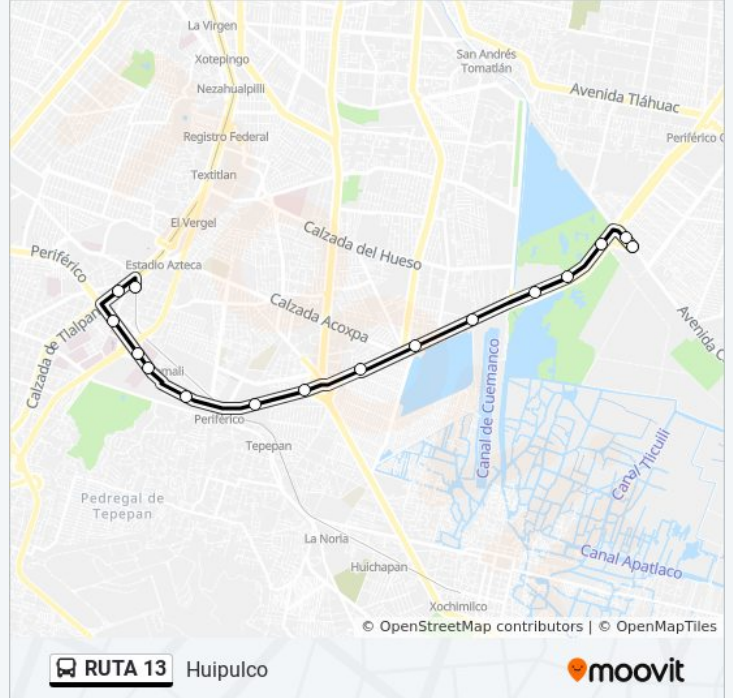 La Virgen
Xotepingo
Nezahualpilli
San Andrés
Tomatlán
Avenida Tláhuac
Periférico O
Registro Federal
Textitlan
El Vergel
Calzada del Hueso
Periférico
Estadio Azteca
Calzada de Tlalpan
Calzada Acoxpa
Avenida C
omali
Canal de Cuemanco
Periférico
Tepepan
Canal Tlicuili
Pedregal de
Tepepan
La Noria
Canal Apatlaco
Huichapan
Xochimilco
© OpenStreetMap contributors | © OpenMapTiles
RUTA 13 Huipulco
moovit